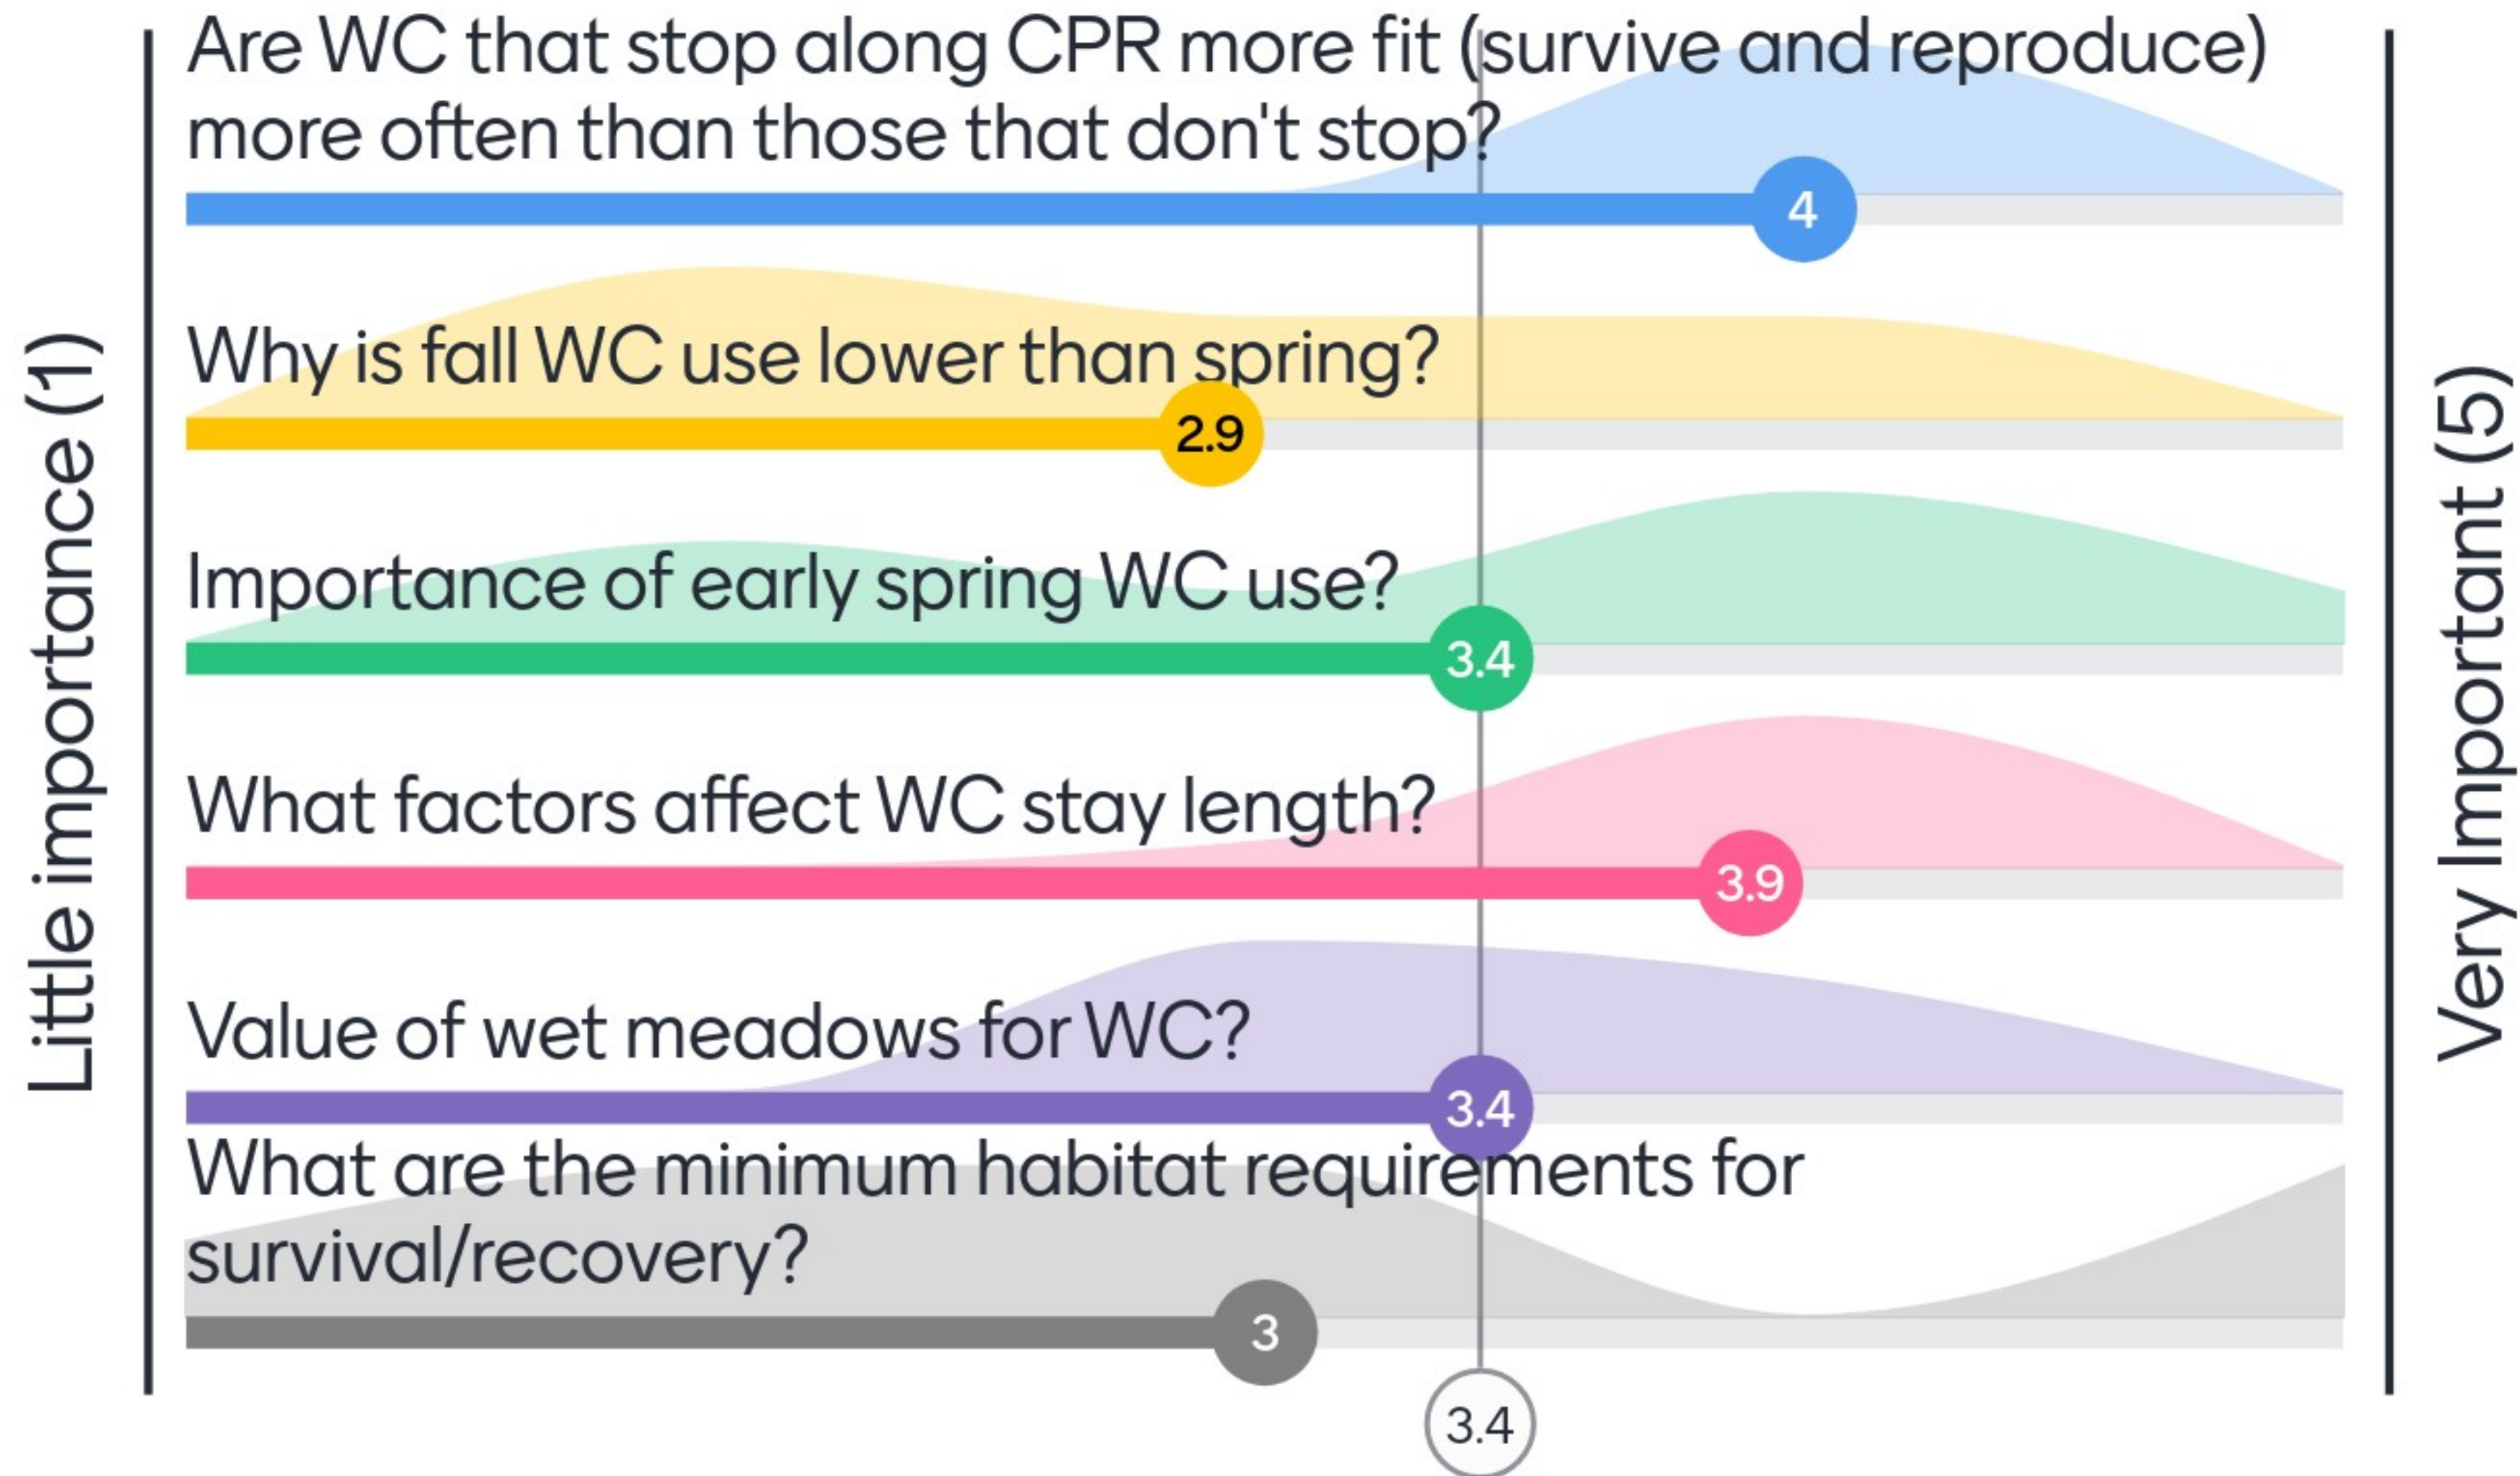 Are WC that stop along CPR more fit (survive and reproduce)
more often than those that don't stop?
4
Why is fall WC use lower than spring?
2.9
Importance of early spring WC use?
3.4
What factors affect WC stay length?
3.9
Value of wet meadows for WC?
3.4
What are the minimum habitat requirements for
survival/recovery?
3
3.4
Little importance (1)
Very Important (5)